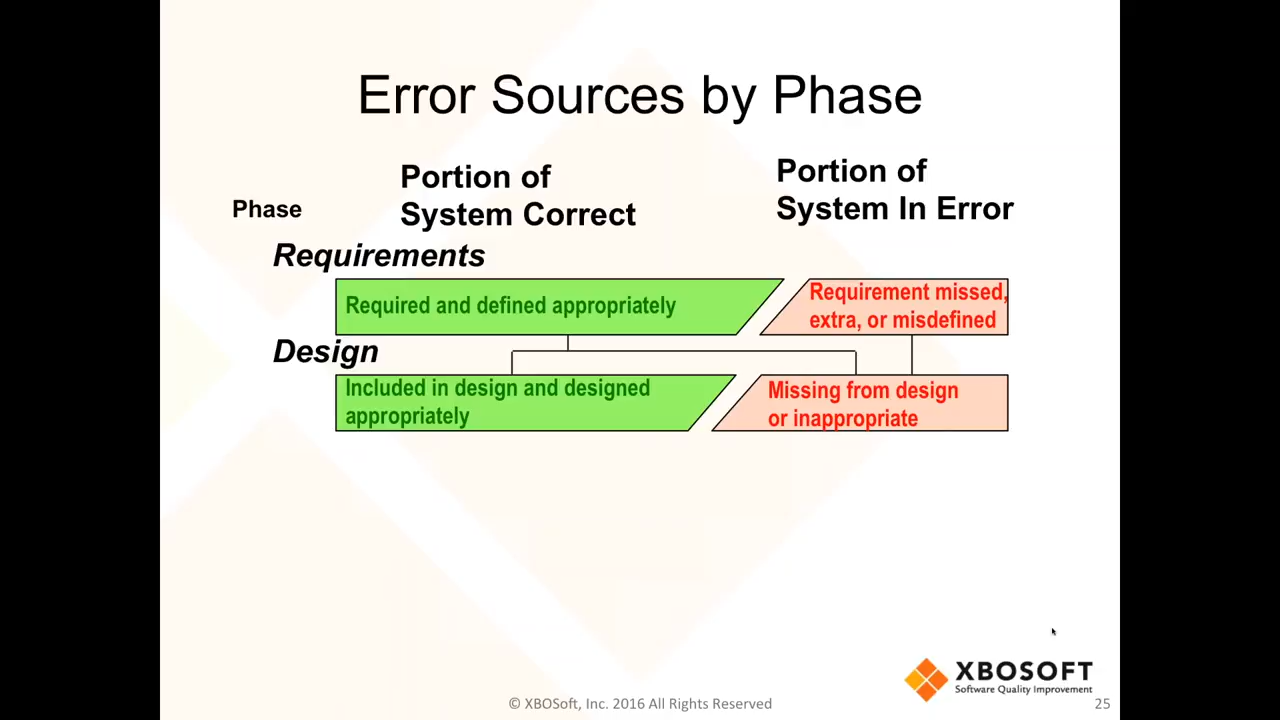 Error Sources by Phase
Phase
Portion of
System Correct
Portion of
System In Error
Requirements
Required and defined appropriately
Requirement missed,
extra, or misdefined
Design
Included in design and designed
appropriately
Missing from design
or inappropriate
XBOSOFT
Software Quality Improvement
© XBOSoft, Inc. 2016 All Rights Reserved
25